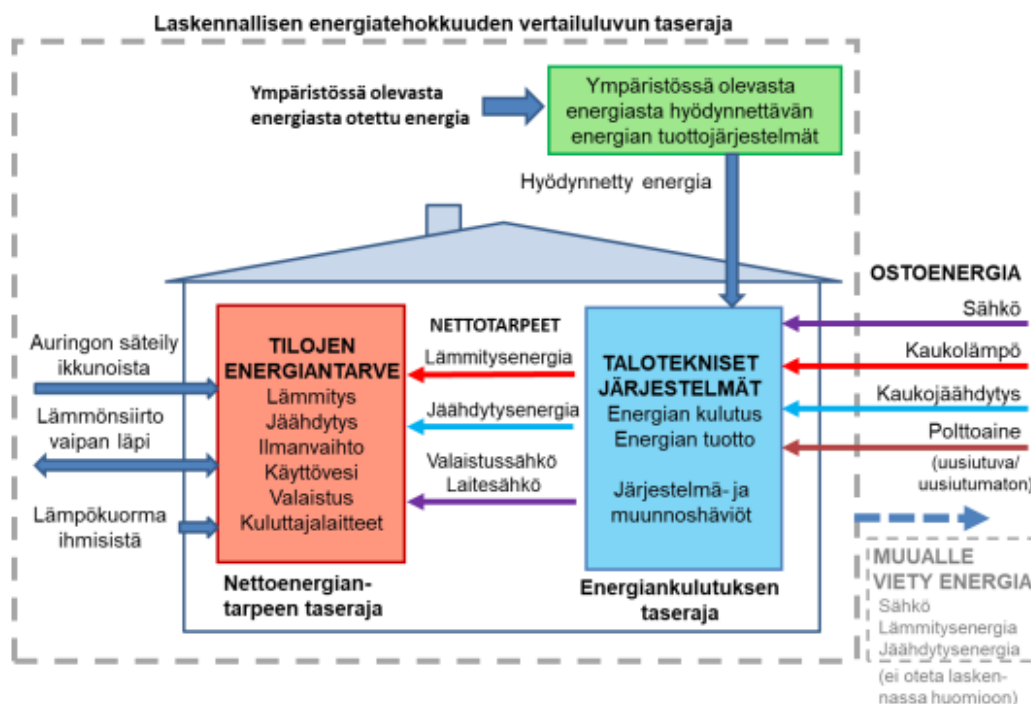 Laskennallisen energiatehokkuuden vertailuluvun taseraja
Ympäristössä olevasta
energiasta otettu energia
Ympäristössä olevasta
energiasta hyödynnettävän
energian tuottojärjestelmät
Hyödynnetty energia
Auringon säteily
ikkunoista
Lämmönsiirto
vaipan läpi
Lämpökuorma
ihmisistä
TILOJEN
ENERGIANTARVE
Lämmitys
Jäähdytys
Ilmanvaihto
Käyttövesi
Valaistus
Kuluttajalaitteet
Nettoenergian-
tarpeen taseraja
NETTOTARPEET
Lämmitysenergia
Jäähdytysenergia
Valaistussähkö
Laitesähkö
TALOTEKNISET
JÄRJESTELMÄT
Energian kulutus
Energian tuotto
Järjestelmä- ja
muunnoshäviöt
Energiankulutuksen
taseraja
OSTOENERGIA
Sähkö
Kaukolämpö
Kaukojäähdytys
Polttoaine
(uusiutuva/
uusiutumaton)
MUUALLE
VIETY ENERGIA
Sähkö
Lämmitysenergia
Jäähdytysenergia
(ei oteta lasken-
nassa huomioon)